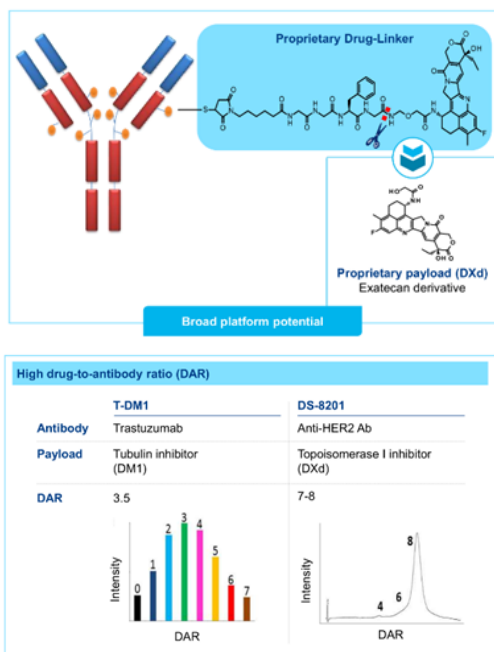 Proprietary Drug-Linker
Proprietary payload (DXd)
Exatecan derivative
Broad platform potential
High drug-to-antibody ratio (DAR)
T-DM1 DS-8201
Antibody Trastuzumab Anti-HER2 Ab
Payload Tubulin inhibitor Topoisomerase I inhibitor
(DM1) (DXd)
DAR 3.5 7-8
Intensity
0 1 2 3 4 5 6 7
DAR
Intensity
4 6 8
DAR